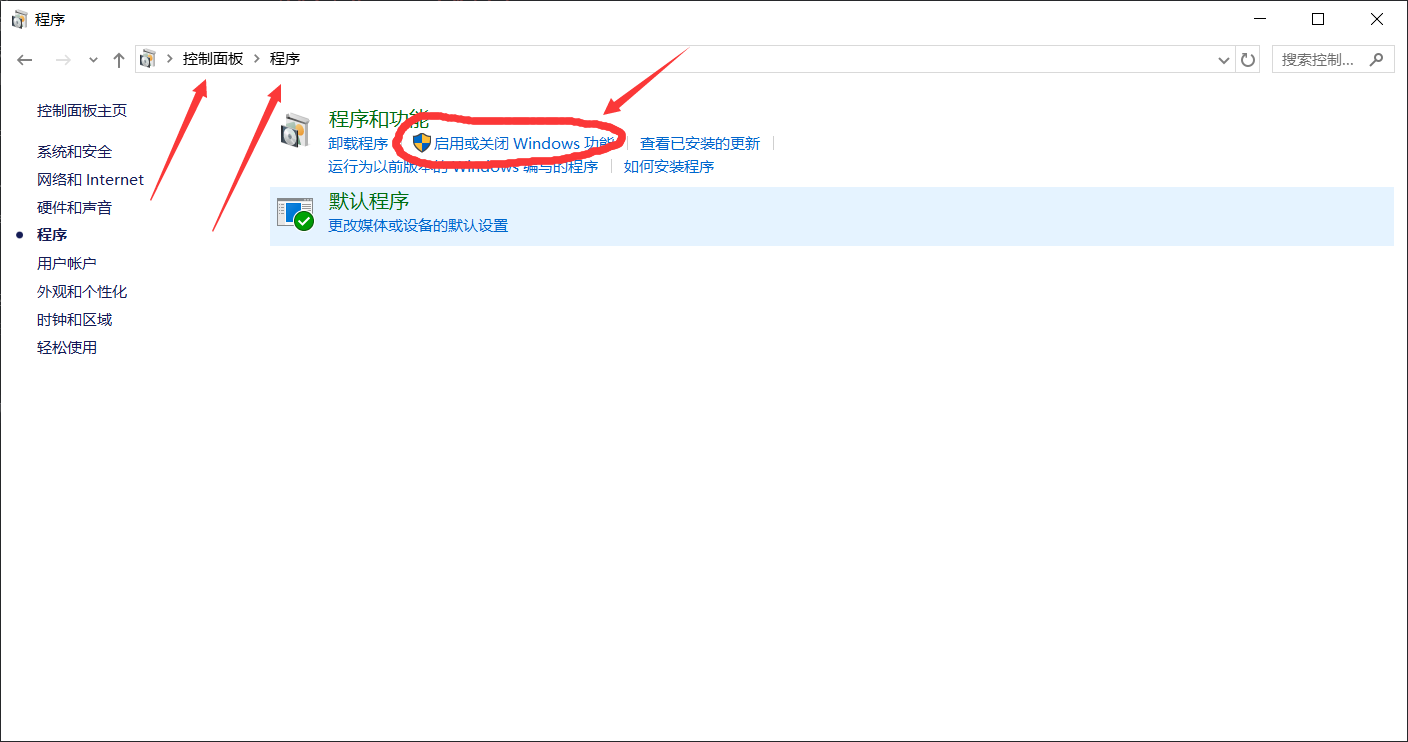 程序
控制面板 程序
搜索控制...
控制面板主页
系统和安全
网络和 Internet
硬件和声音
程序
用户帐户
外观和个性化
时钟和区域
轻松使用
程序和功能
卸载程序 启用或关闭 Windows 功能 查看已安装的更新
运行为以前版本的 Windows 编写的程序 如何安装程序
默认程序
更改媒体或设备的默认设置